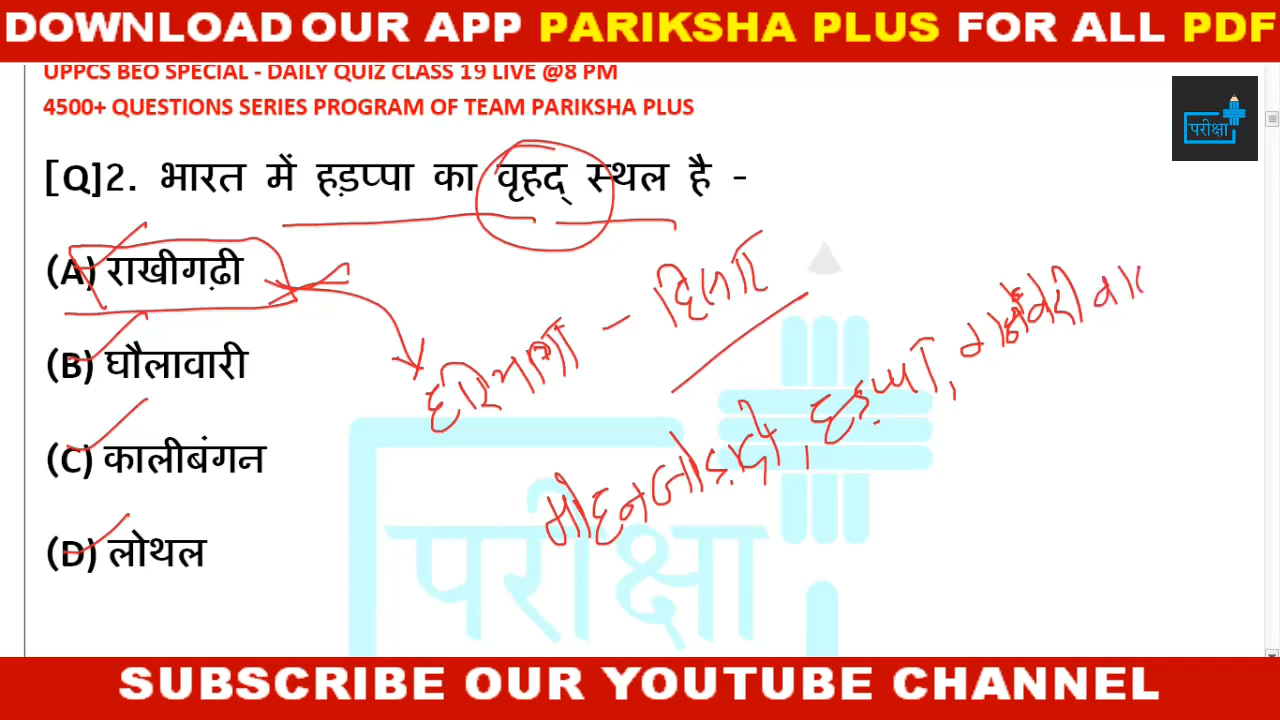 DOWNLOAD OUR APP PARIKSHA PLUS FOR ALL PDF
UPPCS BEO SPECIAL - DAILY QUIZ CLASS 19 LIVE @8 PM
4500+ QUESTIONS SERIES PROGRAM OF TEAM PARIKSHA PLUS
परीक्षा
[Q]2. भारत में हड़प्पा का वृहद् स्थल है -
(A) राखीगढ़ी
(B) घौलावारी
(C) कालीबंगन
(D) लोथल
हरियाणा - हिसार
मोहनजोदड़ो, हड़प्पा,
परीक्षा
SUBSCRIBE OUR YOUTUBE CHANNEL